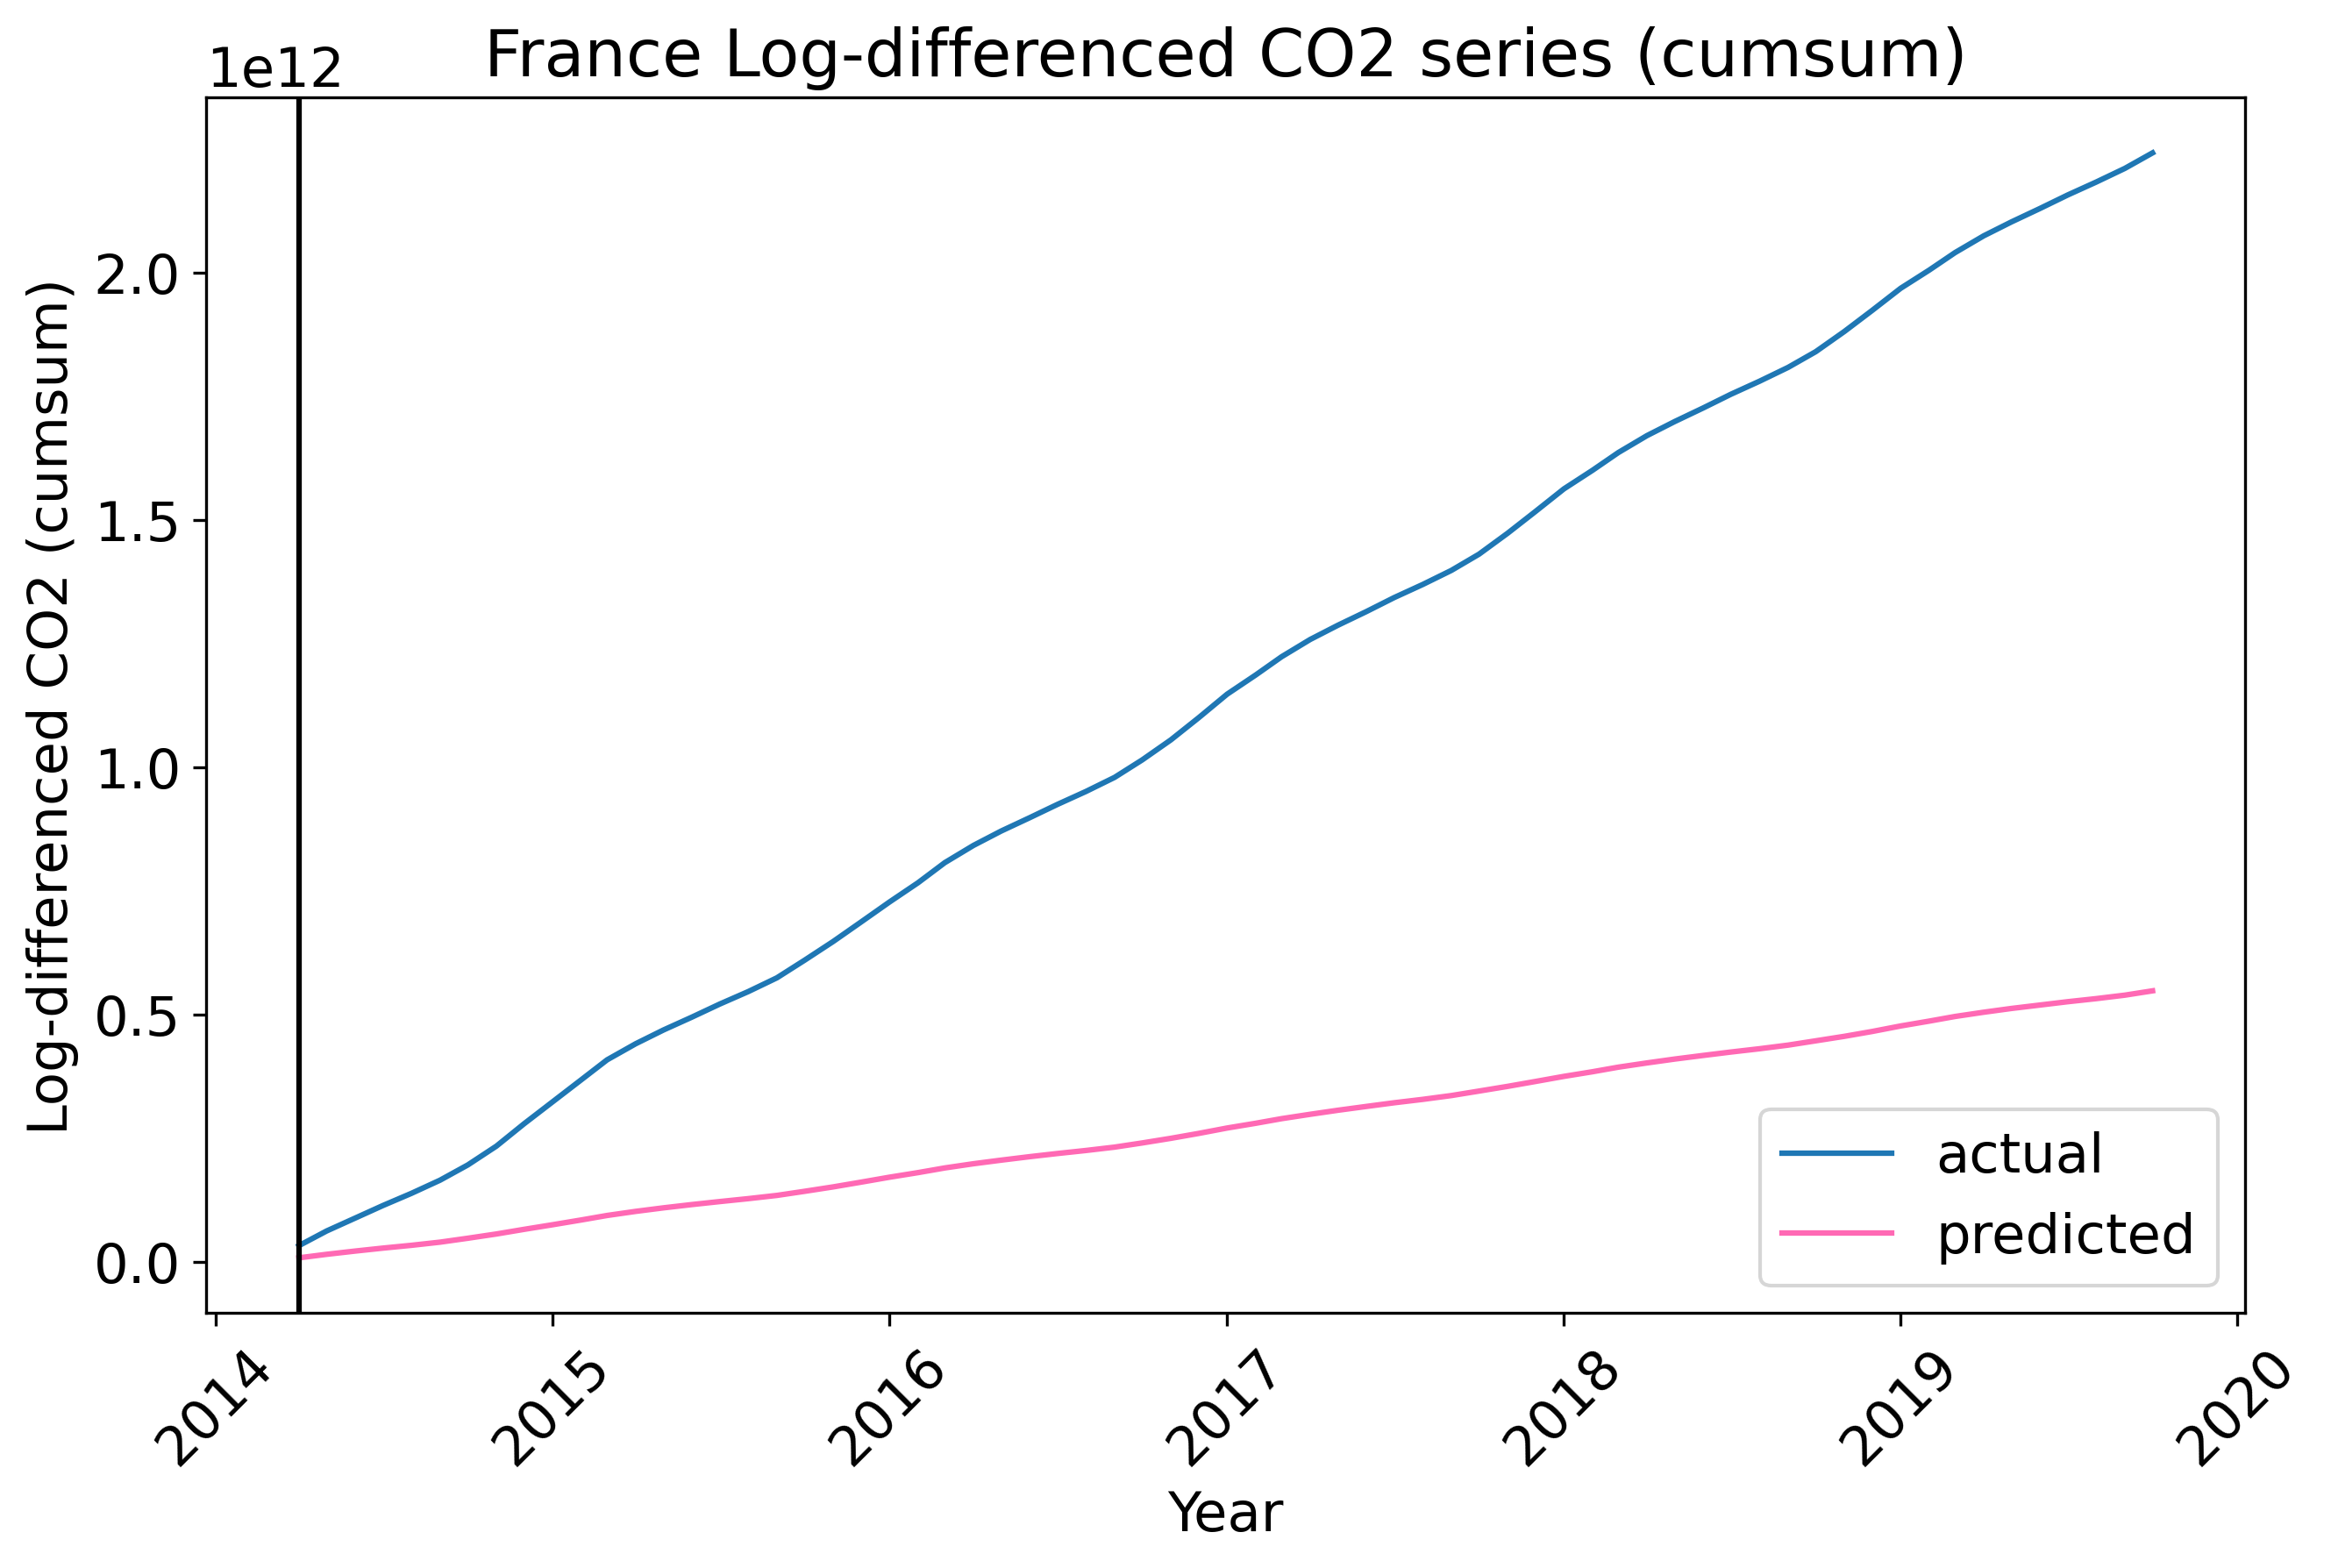 France Log-differenced CO2 series (cumsum)
1e12
Log-differenced CO2 (cumsum)
2.0
1.5
1.0
0.5
0.0
actual
predicted
2014 2015 2016 2017 2018 2019 2020
Year